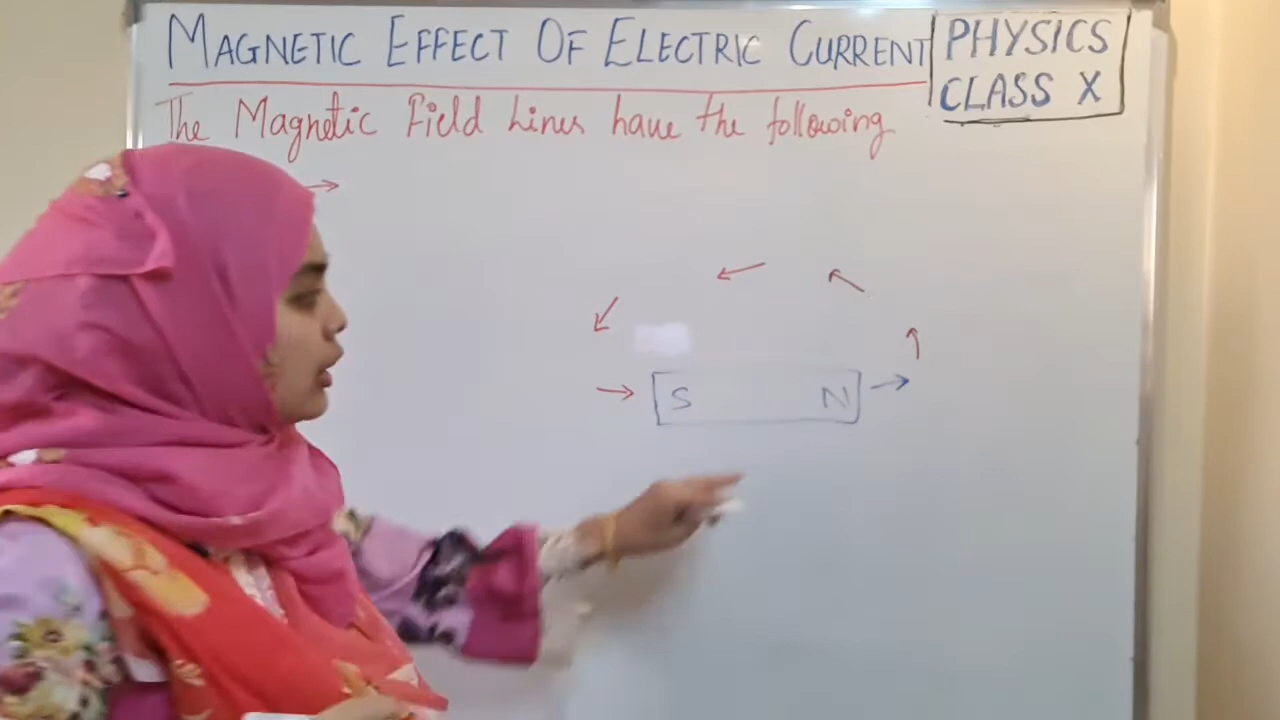 MAGNETIC EFFECT OF ELECTRIC CURRENT
PHYSICS
CLASS X
The Magnetic Field Lines have the following
S N